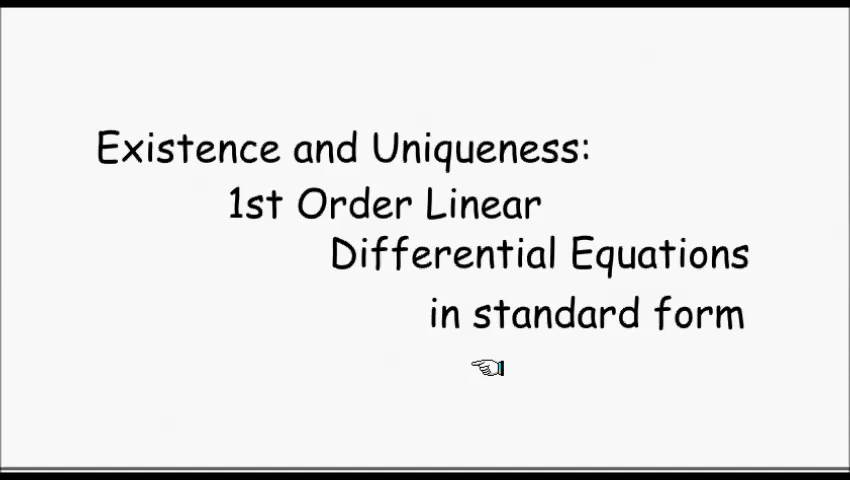 Existence and Uniqueness:
1st Order Linear
Differential Equations
in standard form